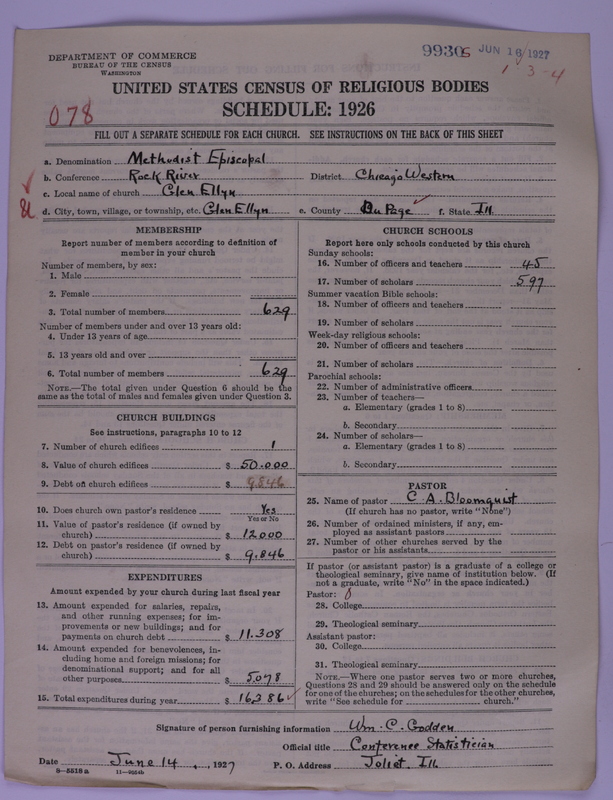 DEPARTMENT OF COMMERCE
BUREAU OF THE CENSUS
WASHINGTON
9930 JUN 18 1927
1 3-4
078
UNITED STATES CENSUS OF RELIGIOUS BODIES
SCHEDULE: 1926
FILL OUT A SEPARATE SCHEDULE FOR EACH CHURCH. SEE INSTRUCTIONS ON THE BACK OF THIS SHEET
a. Denomination Methodist Episcopal
b. Conference Rock River District Chicago Western
c. Local name of church Glen Ellyn
d. City, town, village, or township, etc. Glen Ellyn e. County Du Page f. State Ill.
MEMBERSHIP
Report number of members according to definition of
member in your church
Number of members, by sex:
1. Male
2. Female
3. Total number of members 629
Number of members under and over 13 years old:
4. Under 13 years of age
5. 13 years old and over
6. Total number of members 629
NOTE.—The total given under Question 6 should be the
same as the total of males and females given under Question 3.
CHURCH BUILDINGS
See instructions, paragraphs 10 to 12
7. Number of church edifices 1
8. Value of church edifices $ 50.000
9. Debt on church edifices $ 9.846
10. Does church own pastor's residence Yes
Yes or No
11. Value of pastor's residence (if owned by
church) $ 12000
12. Debt on pastor's residence (if owned by
church) $ 9.846
EXPENDITURES
Amount expended by your church during last fiscal year
13. Amount expended for salaries, repairs,
and other running expenses; for im-
provements or new buildings; and for
payments on church debt $ 11.308
14. Amount expended for benevolences, in-
cluding home and foreign missions; for
denominational support; and for all
other purposes $ 5.078
15. Total expenditures during year $ 16386
CHURCH SCHOOLS
Report here only schools conducted by this church
Sunday schools:
16. Number of officers and teachers 45
17. Number of scholars 597
Summer vacation Bible schools:
18. Number of officers and teachers
19. Number of scholars
Week-day religious schools:
20. Number of officers and teachers
21. Number of scholars
Parochial schools:
22. Number of administrative officers
23. Number of teachers—
a. Elementary (grades 1 to 8)
b. Secondary
24. Number of scholars—
a. Elementary (grades 1 to 8)
b. Secondary
PASTOR
25. Name of pastor C. A. Bloomquist
(If church has no pastor, write "None")
26. Number of ordained ministers, if any, em-
ployed as assistant pastors
27. Number of other churches served by the
pastor or his assistants
If pastor (or assistant pastor) is a graduate of a college or
theological seminary, give name of institution below. (If
not a graduate, write "No" in the space indicated.)
Pastor:
28. College
29. Theological seminary
Assistant pastor:
30. College
31. Theological seminary
NOTE.—Where one pastor serves two or more churches,
Questions 28 and 29 should be answered only on the schedule
for one of the churches; on the schedules for the other churches,
write "See schedule for church."
Signature of person furnishing information Wm. C. Godden
Official title Conference Statistician
Date June 14, 1927 P. O. Address Joliet, Ill.
8—5518a 11—9554b